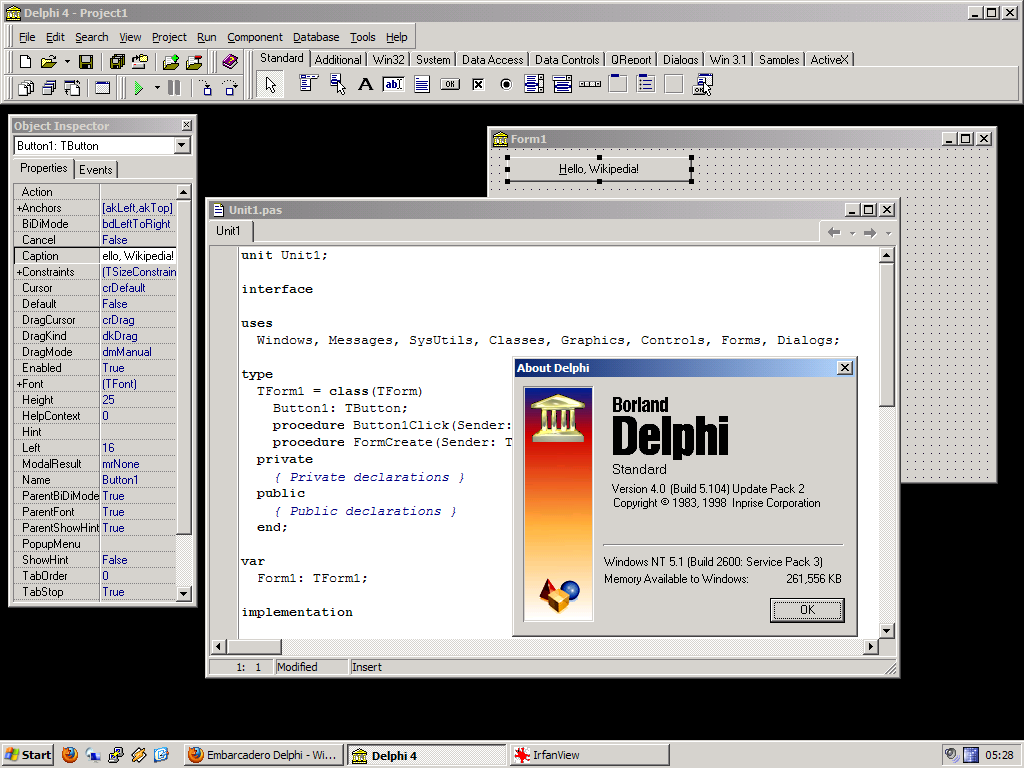 Delphi 4 - Project1
File Edit Search View Project Run Component Database Tools Help
Standard Additional Win32 System Data Access Data Controls QReport Dialogs Win 3.1 Samples ActiveX
A ab OK
Object Inspector
Button1: TButton
Properties Events
Action
+Anchors [akLeft,akTop]
BiDiMode bdLeftToRight
Cancel False
Caption ello, Wikipedia!
+Constraints (TSizeConstrain
Cursor crDefault
Default False
DragCursor crDrag
DragKind dkDrag
DragMode dmManual
Enabled True
+Font (TFont)
Height 25
HelpContext 0
Hint
Left 16
ModalResult mrNone
Name Button1
ParentBiDiMode True
ParentFont True
ParentShowHint True
PopupMenu
ShowHint False
TabOrder 0
TabStop True
Form1
Hello, Wikipedia!
Unit1.pas
Unit1
unit Unit1;
interface
uses
Windows, Messages, SysUtils, Classes, Graphics, Controls, Forms, Dialogs;
type
TForm1 = class(TForm)
Button1: TButton;
procedure Button1Click(Sender:
procedure FormCreate(Sender: T
private
{ Private declarations }
public
{ Public declarations }
end;
var
Form1: TForm1;
implementation
1: 1 Modified Insert
About Delphi
Borland
Delphi
Standard
Version 4.0 (Build 5.104) Update Pack 2
Copyright © 1983, 1998 Inprise Corporation
Windows NT 5.1 (Build 2600: Service Pack 3)
Memory Available to Windows: 261,556 KB
OK
Start Embarcadero Delphi - Wi... Delphi 4 IrfanView 05:28